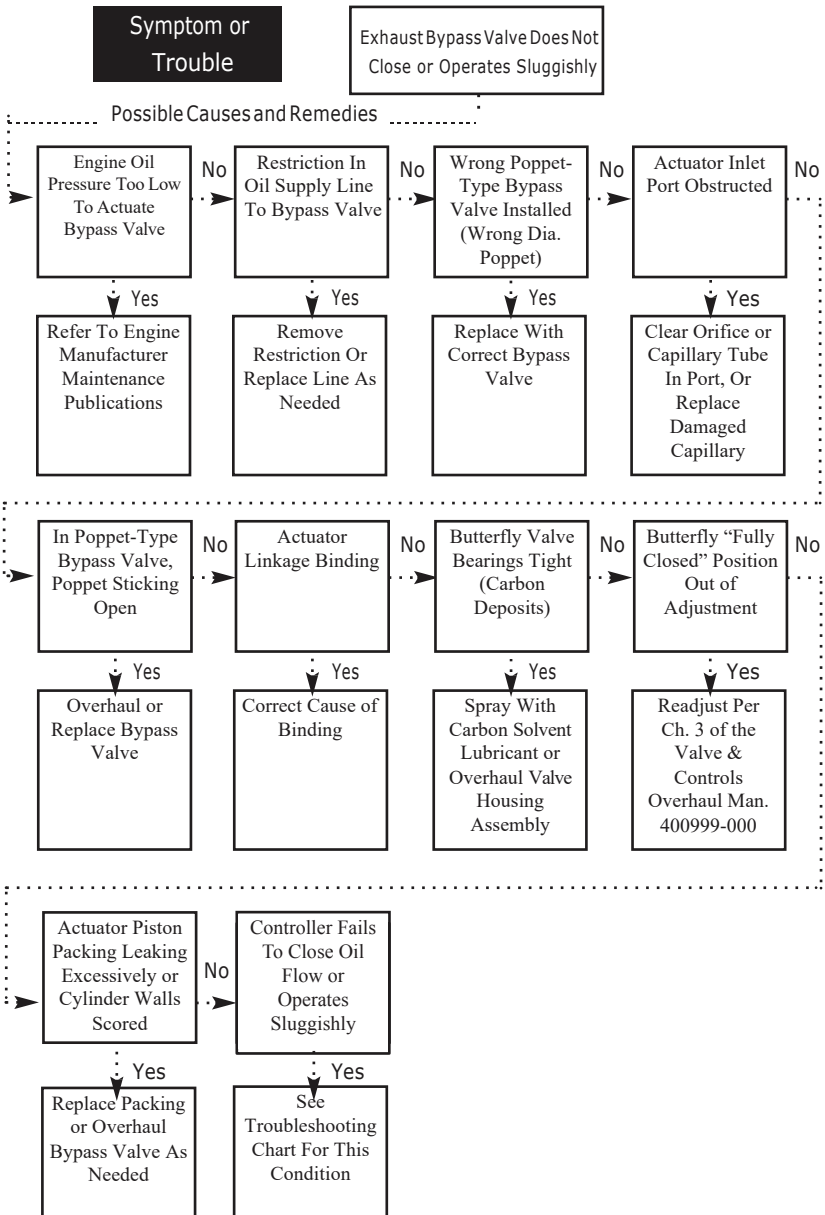 Symptom or
Trouble
Exhaust Bypass Valve Does Not
Close or Operates Sluggishly
Possible Causes and Remedies
Engine Oil
Pressure Too Low
To Actuate
Bypass Valve
No
Restriction In
Oil Supply Line
To Bypass Valve
No
Wrong Poppet-
Type Bypass
Valve Installed
(Wrong Dia.
Poppet)
No
Actuator Inlet
Port Obstructed
No
Yes
Refer To Engine
Manufacturer
Maintenance
Publications
Yes
Remove
Restriction Or
Replace Line As
Needed
Yes
Replace With
Correct Bypass
Valve
Yes
Clear Orifice or
Capillary Tube
In Port, Or
Replace
Damaged
Capillary
In Poppet-Type
Bypass Valve,
Poppet Sticking
Open
No
Actuator
Linkage Binding
No
Butterfly Valve
Bearings Tight
(Carbon
Deposits)
No
Butterfly “Fully
Closed” Position
Out of
Adjustment
No
Yes
Overhaul or
Replace Bypass
Valve
Yes
Correct Cause of
Binding
Yes
Spray With
Carbon Solvent
Lubricant or
Overhaul Valve
Housing
Assembly
Yes
Readjust Per
Ch. 3 of the
Valve &
Controls
Overhaul Man.
400999-000
Actuator Piston
Packing Leaking
Excessively or
Cylinder Walls
Scored
No
Controller Fails
To Close Oil
Flow or
Operates
Sluggishly
Yes
Replace Packing
or Overhaul
Bypass Valve As
Needed
Yes
See
Troubleshooting
Chart For This
Condition